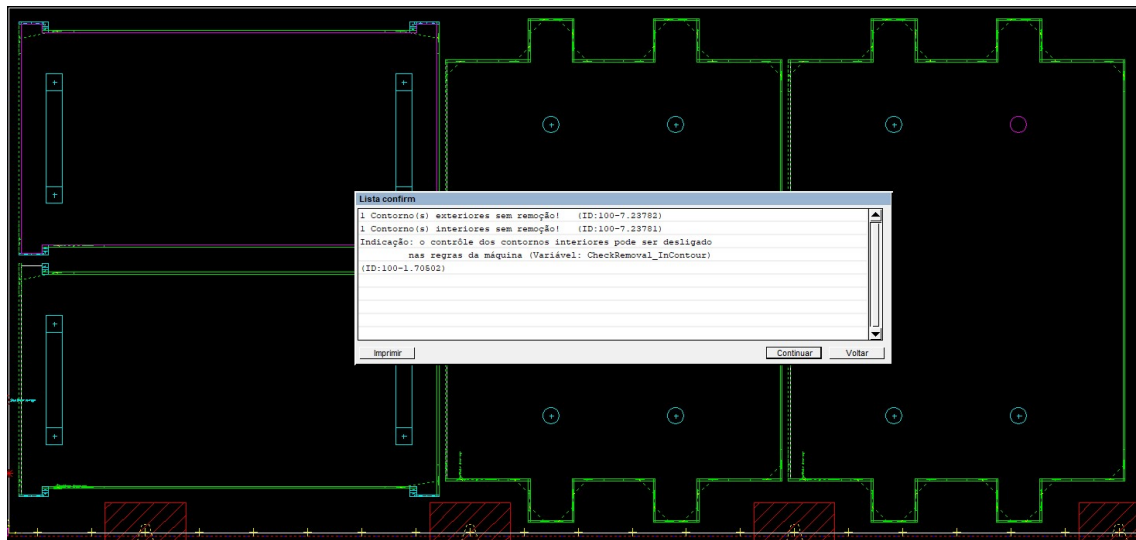 Lista confirm
1 Contorno(s) exteriores sem remoção! (ID:100-7.23782)
1 Contorno(s) interiores sem remoção! (ID:100-7.23781)
Indicação: o contrôle dos contornos interiores pode ser desligado
nas regras da máquina (Variável: CheckRemoval_InContour)
(ID:100-1.70502)
Imprimir
Continuar
Voltar